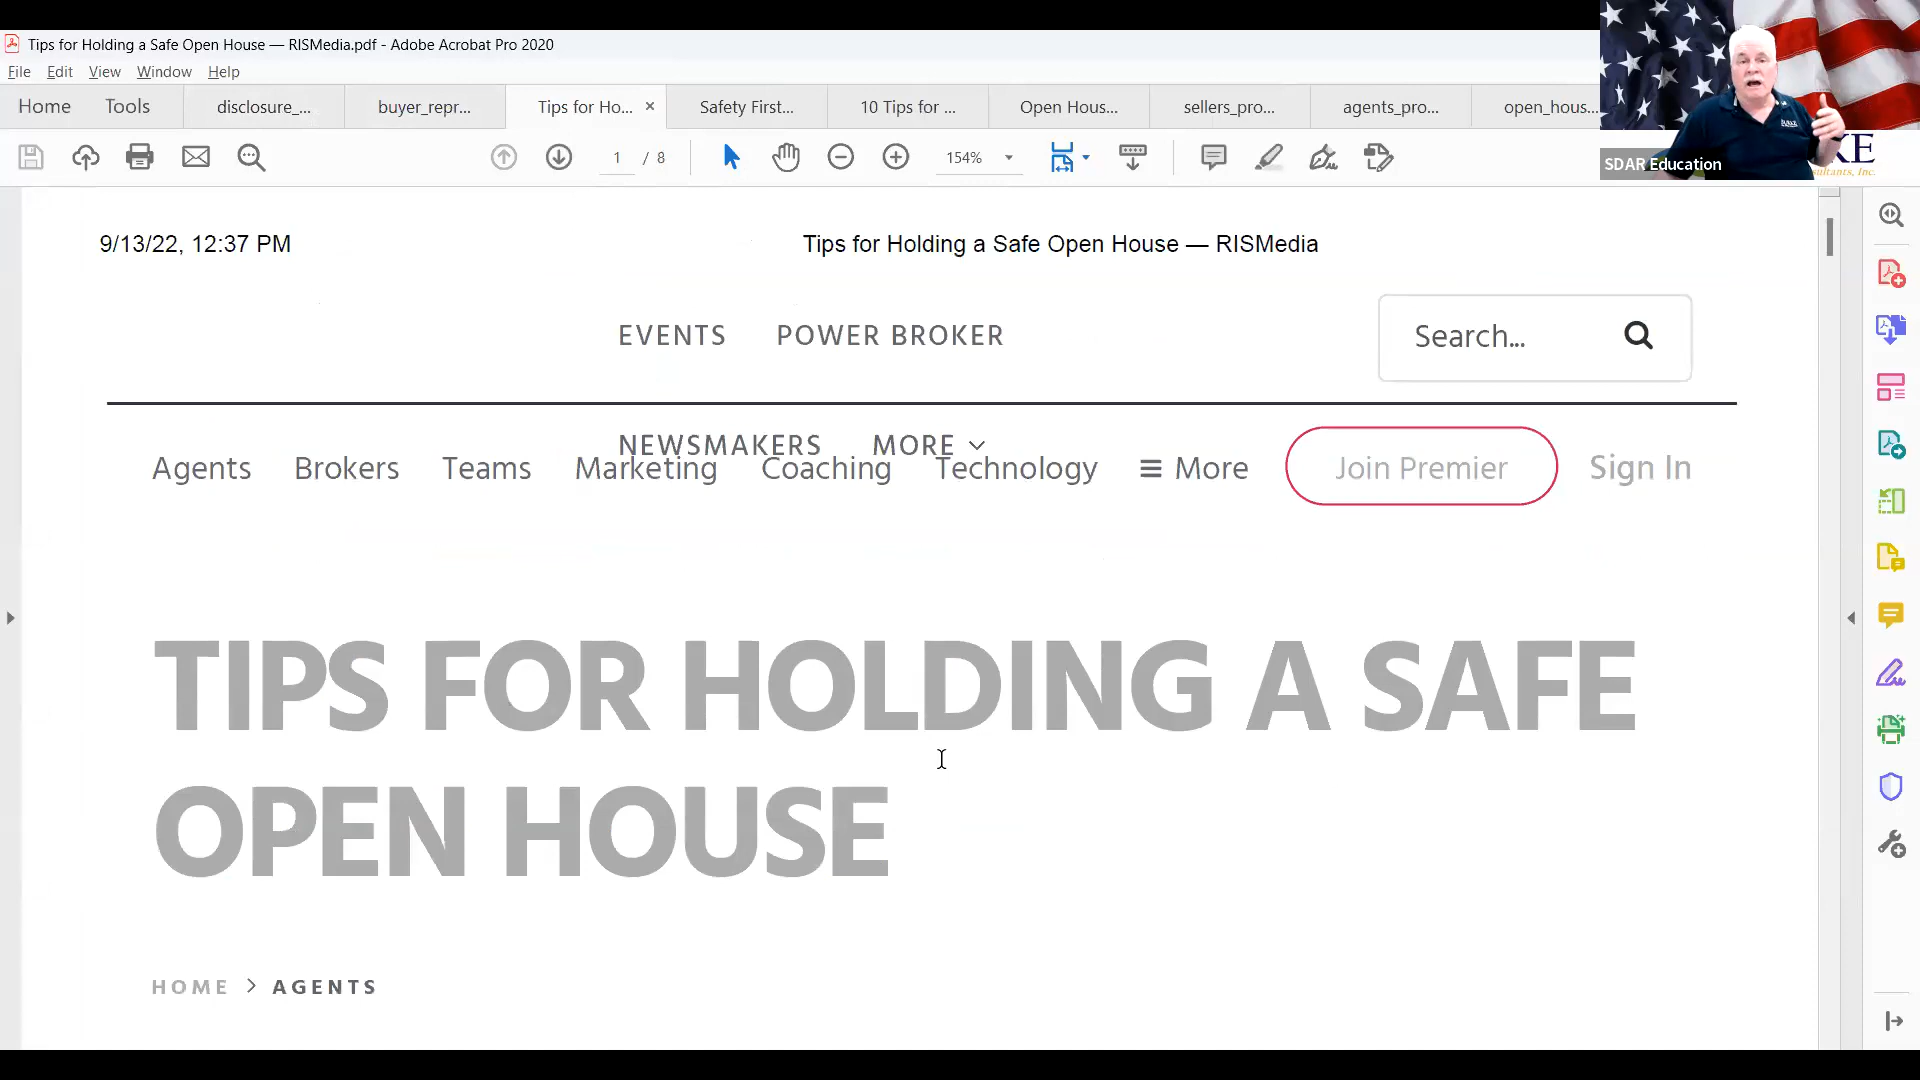 Tips for Holding a Safe Open House — RISMedia.pdf - Adobe Acrobat Pro 2020
File Edit View Window Help
Home Tools disclosure_... buyer_repr... Tips for Ho... × Safety First... 10 Tips for ... Open Hous... sellers_pro... agents_pro... open_hous...
1 / 8 154%
KE
sultants, Inc.
SDAR Education
9/13/22, 12:37 PM Tips for Holding a Safe Open House — RISMedia
EVENTS POWER BROKER
Search...
NEWSMAKERS MORE
Agents Brokers Teams Marketing Coaching Technology More Join Premier Sign In
TIPS FOR HOLDING A SAFE
OPEN HOUSE
HOME > AGENTS